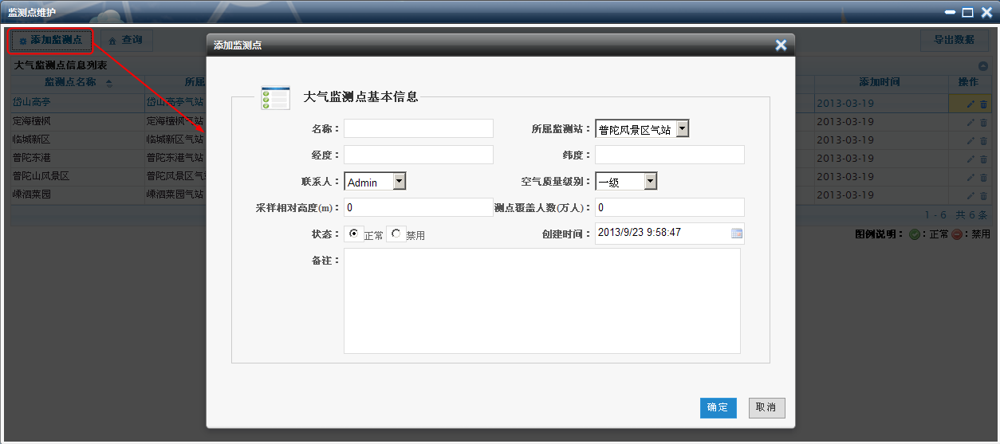 监测点维护
添加监测点 查询 导出数据
大气监测点信息列表
监测点名称 所属 添加时间 操作
岱山高亭 岱山高亭气站 2013-03-19
定海檀枫 定海檀枫气站 2013-03-19
临城新区 临城新区气站 2013-03-19
普陀东港 普陀东港气站 2013-03-19
普陀山风景区 普陀风景区气站 2013-03-19
嵊泗菜园 嵊泗菜园气站 2013-03-19
1 - 6 共 6 条
图例说明： ：正常 ：禁用
添加监测点
大气监测点基本信息
名称： 所属监测站： 普陀风景区气站
经度： 纬度：
联系人： Admin 空气质量级别： 一级
采样相对高度(m)： 0 测点覆盖人数(万人)： 0
状态： 正常 禁用 创建时间： 2013/9/23 9:58:47
备注：
确定 取消